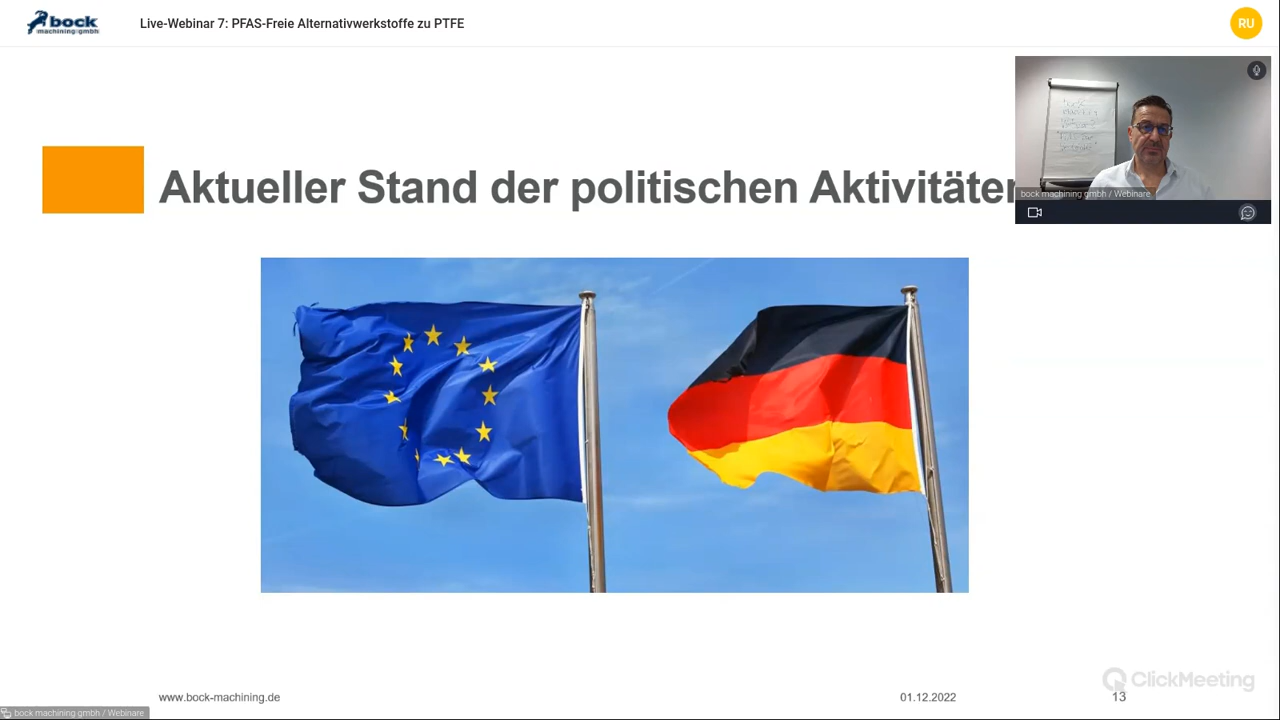 bock
machining gmbh
Live-Webinar 7: PFAS-Freie Alternativwerkstoffe zu PTFE
RU
bock machining gmbh / Webinare
Aktueller Stand der politischen Aktivitäten
ClickMeeting
www.bock-machining.de
01.12.2022
13
bock machining gmbh / Webinare